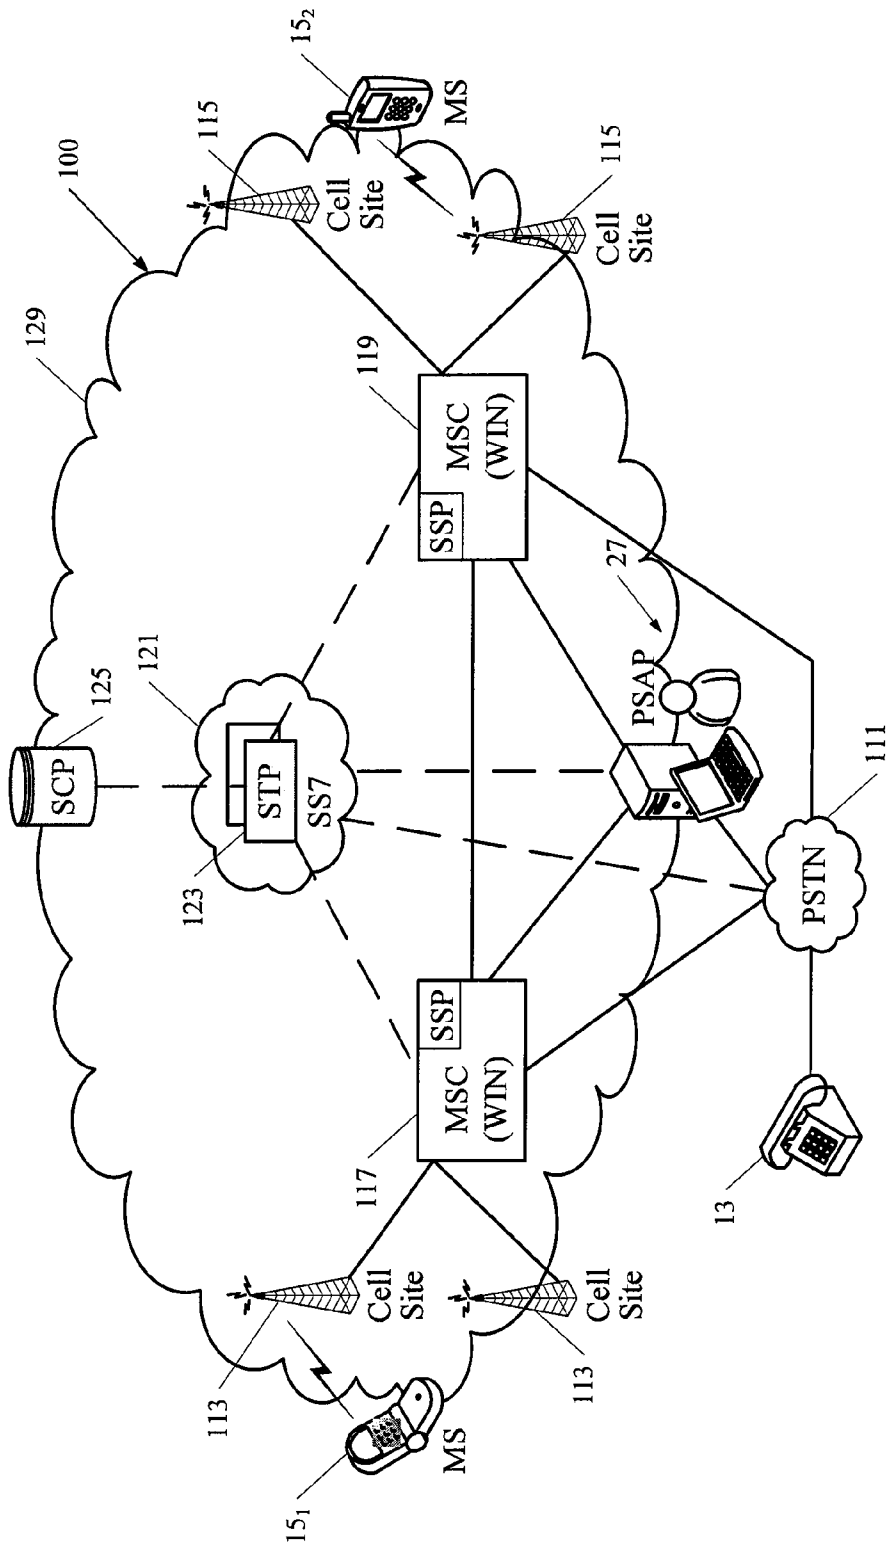 100
129
SCP
125
121
STP
SS7
123
115
Cell
Site
15₂
MS
115
Cell
Site
119
SSP
MSC
(WIN)
SSP
MSC
(WIN)
117
27
PSAP
PSTN
111
13
113
Cell
Site
113
Cell
Site
15₁
MS